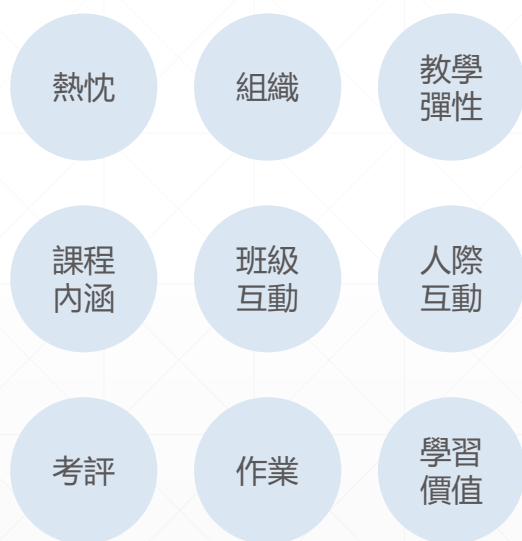 熱忱
組織
教學
彈性
課程
內涵
班級
互動
人際
互動
考評
作業
學習
價值